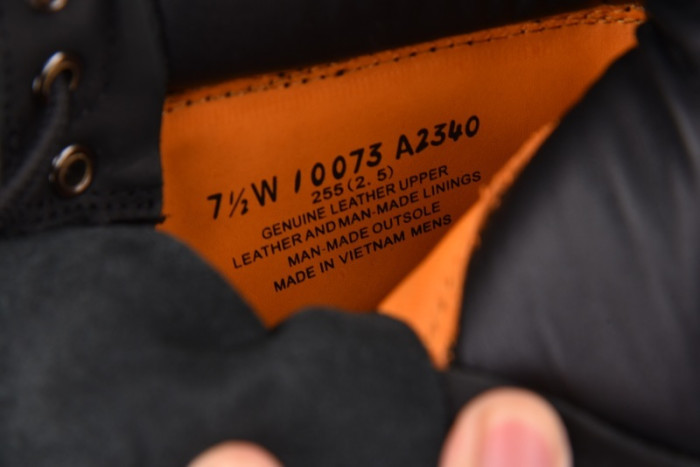 7½W 10073 A2340
255(2.5)
GENUINE LEATHER UPPER
LEATHER AND MAN-MADE LININGS
MAN-MADE OUTSOLE
MADE IN VIETNAM MENS